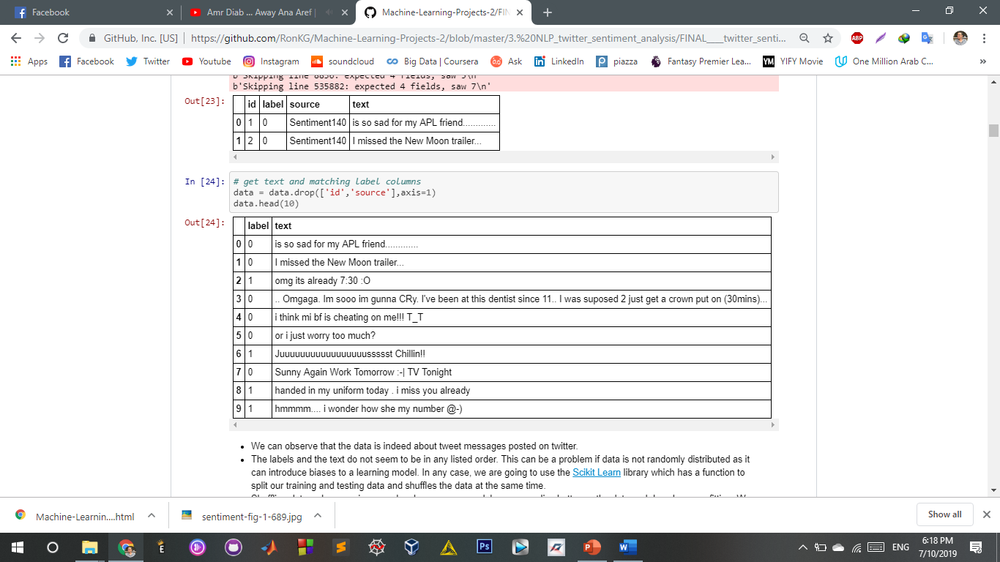 Facebook
Amr Diab ... Away Ana Aref |
Machine-Learning-Projects-2/FIN
GitHub, Inc. [US] | https://github.com/RonKG/Machine-Learning-Projects-2/blob/master/3.%20NLP_twitter_sentiment_analysis/FINAL____twitter_senti...
ABP
Apps Facebook Twitter Youtube Instagram soundcloud Big Data | Coursera Ask LinkedIn piazza Fantasy Premier Lea... YM YIFY Movie One Million Arab C... »
b'Skipping line 8836: expected 4 fields, saw 5\n'
b'Skipping line 535882: expected 4 fields, saw 7\n'
Out[23]:
id label source text
0 1 0 Sentiment140 is so sad for my APL friend.............
1 2 0 Sentiment140 I missed the New Moon trailer...
In [24]: # get text and matching label columns
data = data.drop(['id','source'],axis=1)
data.head(10)
Out[24]:
label text
0 0 is so sad for my APL friend.............
1 0 I missed the New Moon trailer...
2 1 omg its already 7:30 :O
3 0 .. Omgaga. Im sooo im gunna CRy. I've been at this dentist since 11.. I was suposed 2 just get a crown put on (30mins)...
4 0 i think mi bf is cheating on me!!! T_T
5 0 or i just worry too much?
6 1 Juuuuuuuuuuuuuuuuussssst Chillin!!
7 0 Sunny Again Work Tomorrow :-| TV Tonight
8 1 handed in my uniform today . i miss you already
9 1 hmmmm.... i wonder how she my number @-)
• We can observe that the data is indeed about tweet messages posted on twitter.
• The labels and the text do not seem to be in any listed order. This can be a problem if data is not randomly distributed as it
can introduce biases to a learning model. In any case, we are going to use the Scikit Learn library which has a function to
split our training and testing data and shuffles the data at the same time.
Machine-Learnin....html
sentiment-fig-1-689.jpg
Show all
ENG
6:18 PM
7/10/2019